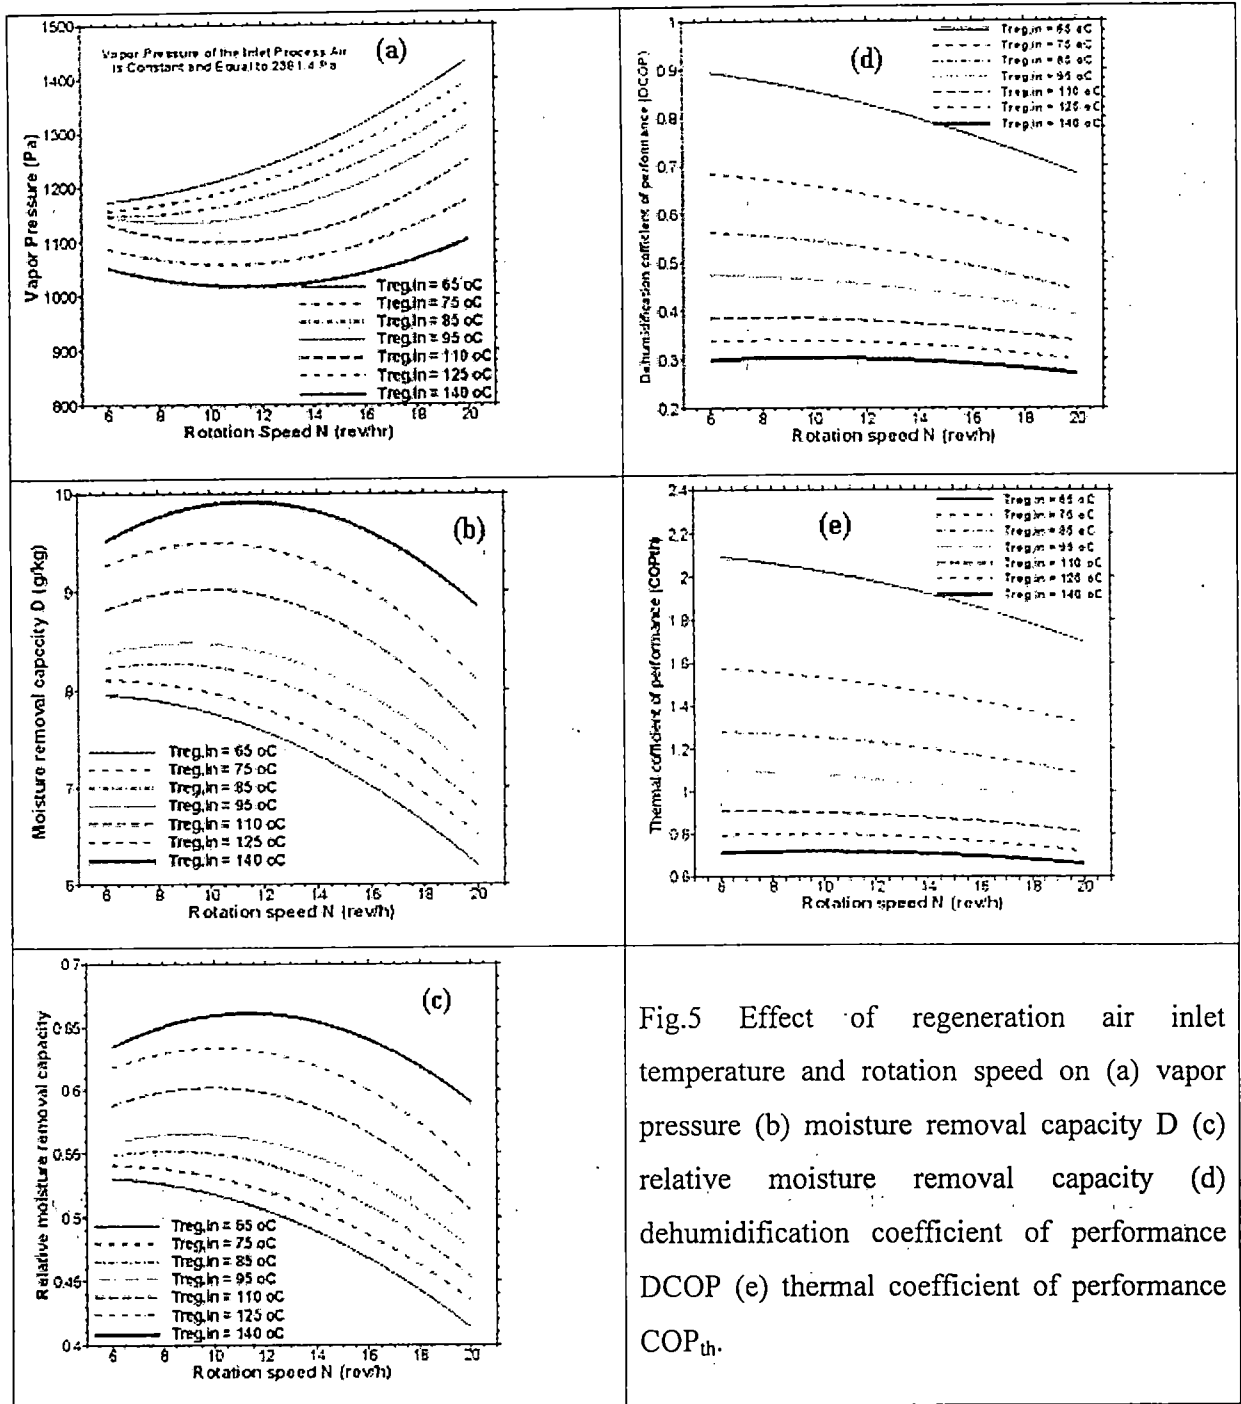 (a)
Vapor Pressure of the Inlet Process Air
is Constant and Equal to 2381.4 Pa
Vapor Pressure (Pa)
1500
1400
1300
1200
1100
1000
900
800
Treg,in = 65 oC
Treg,in = 75 oC
Treg,in = 85 oC
Treg,in = 95 oC
Treg,in = 110 oC
Treg,in = 125 oC
Treg,in = 140 oC
6 8 10 12 14 16 18 20
Rotation Speed N (rev/hr)
(d)
Dehumidification cofficient of performance (DCOP)
1
0.9
0.8
0.7
0.6
0.5
0.4
0.3
0.2
Treg,in = 65 oC
Treg,in = 75 oC
Treg,in = 85 oC
Treg,in = 95 oC
Treg,in = 110 oC
Treg,in = 125 oC
Treg,in = 140 oC
6 8 10 12 14 16 18 20
Rotation speed N (rev/h)
(b)
Moisture removal capecity D (g/kg)
10
9
8
7
6
Treg,in = 65 oC
Treg,in = 75 oC
Treg,in = 85 oC
Treg,in = 95 oC
Treg,in = 110 oC
Treg,in = 125 oC
Treg,in = 140 oC
6 8 10 12 14 16 18 20
Rotation speed N (rev/h)
(e)
Thermal cofficient of performance (COPth)
2.4
2.2
2
1.8
1.6
1.4
1.2
1
0.8
0.6
Treg,in = 65 oC
Treg,in = 75 oC
Treg,in = 85 oC
Treg,in = 95 oC
Treg,in = 110 oC
Treg,in = 125 oC
Treg,in = 140 oC
6 8 10 12 14 16 18 20
Rotation speed N (rev/h)
(c)
Relative moisture removal capacity
0.7
0.65
0.6
0.55
0.5
0.45
0.4
Treg,in = 65 oC
Treg,in = 75 oC
Treg,in = 85 oC
Treg,in = 95 oC
Treg,in = 110 oC
Treg,in = 125 oC
Treg,in = 140 oC
6 8 10 12 14 16 18 20
Rotation speed N (rev/h)
Fig.5 Effect of regeneration air inlet
temperature and rotation speed on (a) vapor
pressure (b) moisture removal capacity D (c)
relative moisture removal capacity (d)
dehumidification coefficient of performance
DCOP (e) thermal coefficient of performance
COPth.